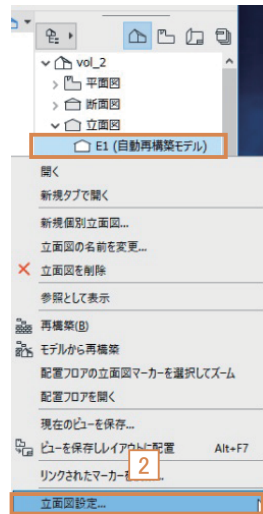 vol_2
平面図
断面図
立面図
E1 (自動再構築モデル)
開く
新規タブで開く
新規個別立面図...
立面図の名前を変更...
立面図を削除
参照として表示
再構築(B)
モデルから再構築
配置フロアの立面図マーカーを選択してズーム
配置フロアを開く
現在のビューを保存...
ビューを保存しレイアウトに配置 Alt+F7
リンクされたマーカーを
2
立面図設定...